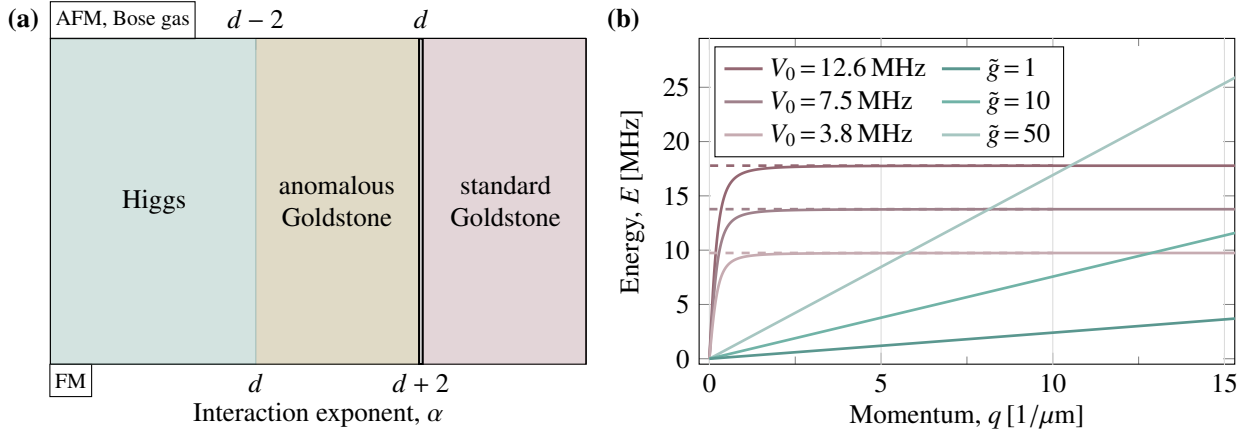 (a)
AFM, Bose gas
d − 2
d
Higgs
anomalous
Goldstone
standard
Goldstone
FM
d
d + 2
Interaction exponent, α
(b)
V₀ = 12.6 MHz
g̃ = 1
V₀ = 7.5 MHz
g̃ = 10
V₀ = 3.8 MHz
g̃ = 50
25
20
15
10
5
0
Energy, E [MHz]
0
5
10
15
Momentum, q [1/μm]